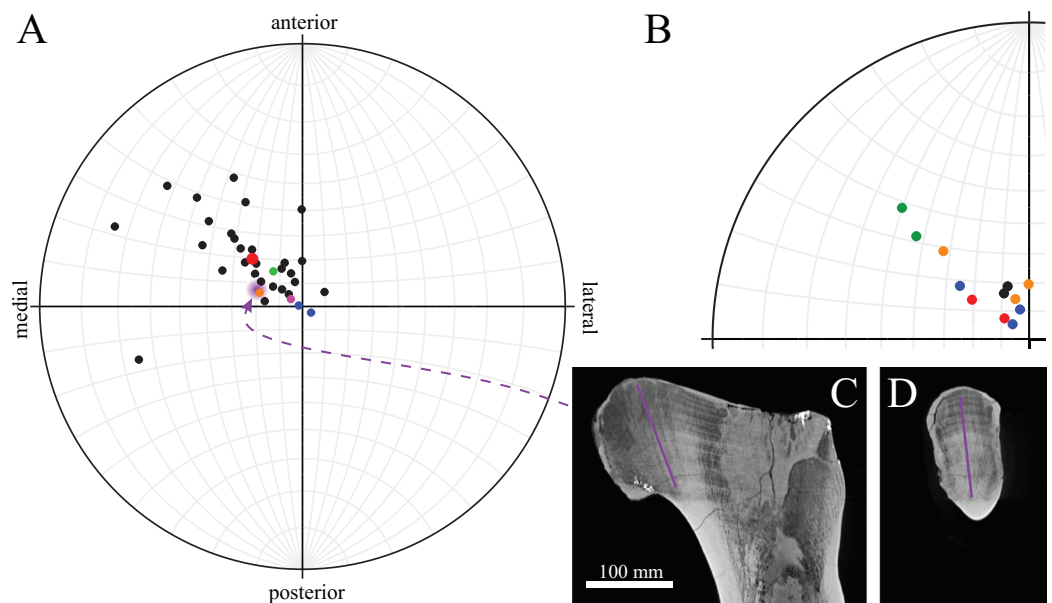 A
anterior
B
medial
lateral
C
D
100 mm
posterior